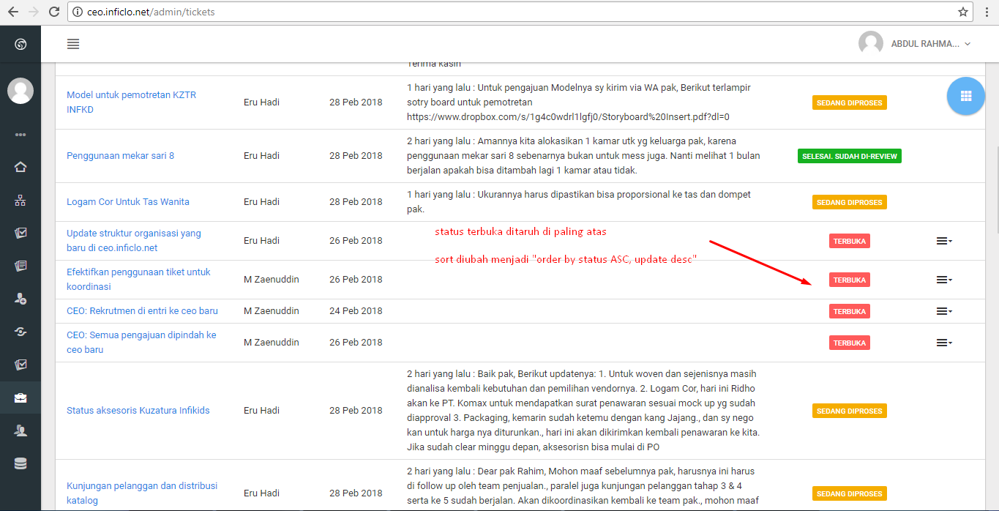 ceo.inficlo.net/admin/tickets
ABDUL RAHMA...
Terima kasih
Model untuk pemotretan KZTR
INFKD
Eru Hadi
28 Peb 2018
1 hari yang lalu : Untuk pengajuan Modelnya sy kirim via WA pak, Berikut terlampir
sotry board untuk pemotretan
https://www.dropbox.com/s/1g4c0wdrl1lgfj0/Storyboard%20Insert.pdf?dl=0
SEDANG DIPROSES
Penggunaan mekar sari 8
Eru Hadi
28 Peb 2018
2 hari yang lalu : Amannya kita alokasikan 1 kamar utk yg keluarga pak, karena
penggunaan mekar sari 8 sebenarnya bukan untuk mess juga. Nanti melihat 1 bulan
berjalan apakah bisa ditambah lagi 1 kamar atau tidak.
SELESAI. SUDAH DI-REVIEW
Logam Cor Untuk Tas Wanita
Eru Hadi
28 Peb 2018
1 hari yang lalu : Ukurannya harus dipastikan bisa proporsional ke tas dan dompet
pak.
SEDANG DIPROSES
Update struktur organisasi yang
baru di ceo.inficlo.net
Eru Hadi
26 Peb 2018
status terbuka ditaruh di paling atas
TERBUKA
sort diubah menjadi "order by status ASC, update desc"
Efektifkan penggunaan tiket untuk
koordinasi
M Zaenuddin
26 Peb 2018
TERBUKA
CEO: Rekrutmen di entri ke ceo baru
M Zaenuddin
24 Peb 2018
TERBUKA
CEO: Semua pengajuan dipindah ke
ceo baru
M Zaenuddin
26 Peb 2018
TERBUKA
Status aksesoris Kuzatura Infikids
Eru Hadi
28 Peb 2018
2 hari yang lalu : Baik pak, Berikut updatenya: 1. Untuk woven dan sejenisnya masih
dianalisa kembali kebutuhan dan pemilihan vendornya. 2. Logam Cor, hari ini Ridho
akan ke PT. Komax untuk mendapatkan surat penawaran sesuai mock up yg sudah
diapproval 3. Packaging, kemarin sudah ketemu dengan kang Jajang., dan sy nego
kan untuk harga nya diturunkan., hari ini akan dikirimkan kembali penawaran ke kita.
Jika sudah clear minggu depan, aksesorisn bisa mulai di PO
SEDANG DIPROSES
Kunjungan pelanggan dan distribusi
katalog
Eru Hadi
28 Peb 2018
2 hari yang lalu : Dear pak Rahim, Mohon maaf sebelumnya pak, harusnya ini harus
di follow up oleh team penjualan., paralel juga kunjungan pelanggan tahap 3 & 4
serta ke 5 sudah berjalan. Akan dikoordinasikan kembali ke team pak., mohon maaf
SEDANG DIPROSES